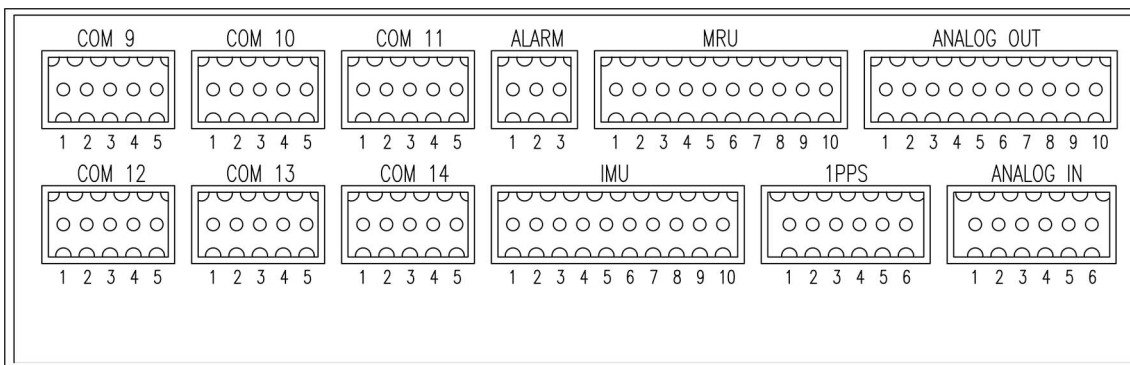 COM 9 COM 10 COM 11 ALARM MRU ANALOG OUT
1 2 3 4 5 1 2 3 4 5 1 2 3 4 5 1 2 3 1 2 3 4 5 6 7 8 9 10 1 2 3 4 5 6 7 8 9 10
COM 12 COM 13 COM 14 IMU 1PPS ANALOG IN
1 2 3 4 5 1 2 3 4 5 1 2 3 4 5 1 2 3 4 5 6 7 8 9 10 1 2 3 4 5 6 1 2 3 4 5 6